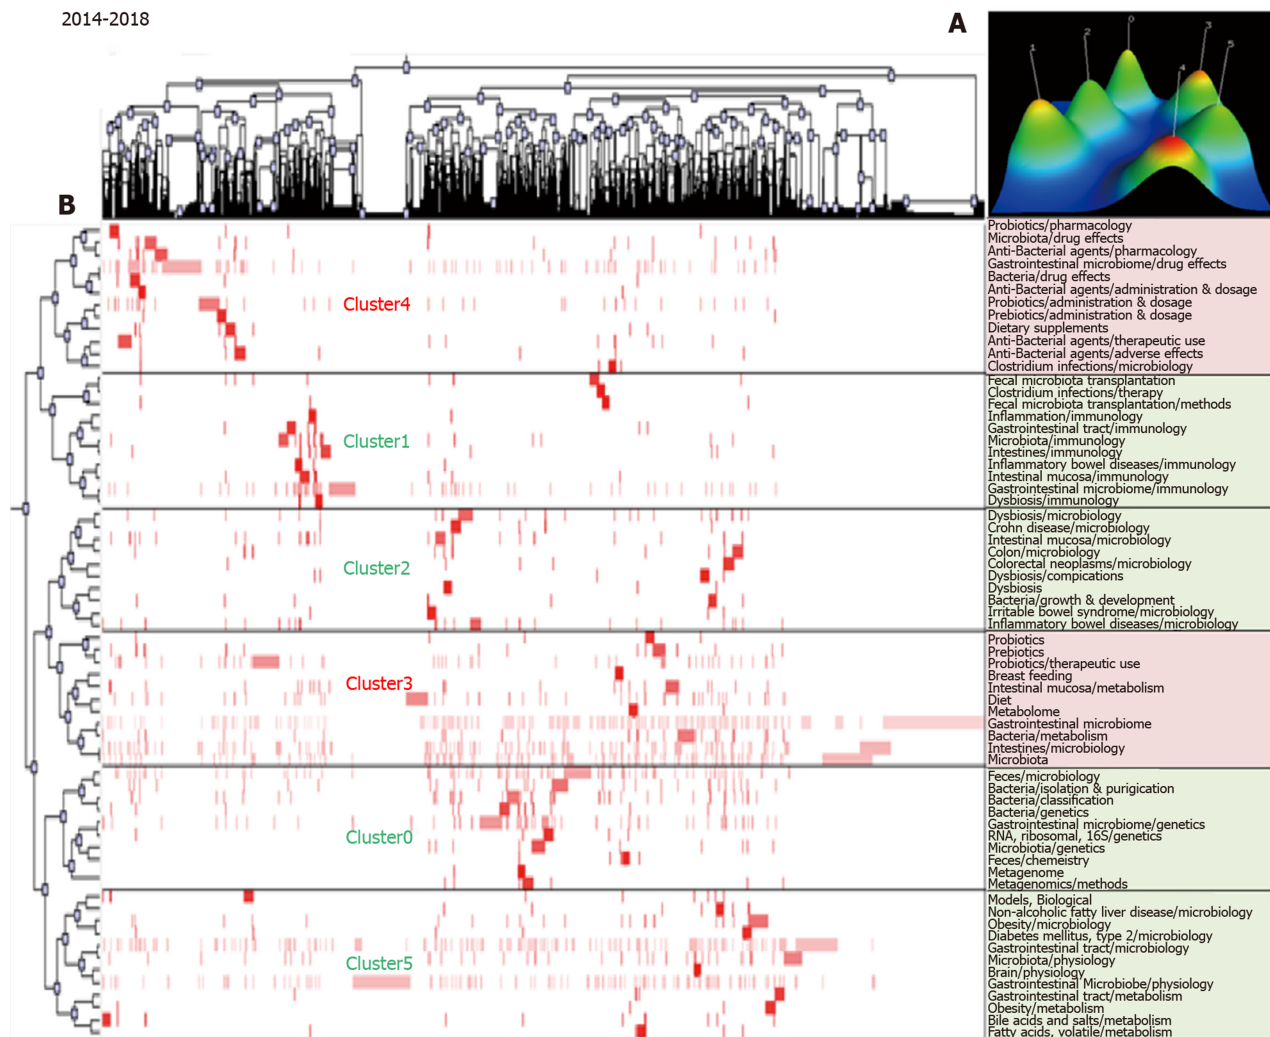 2014-2018
A
0
1
2
3
4
5
B
Probiotics/pharmacology
Microbiota/drug effects
Anti-Bacterial agents/pharmacology
Gastrointestinal microbiome/drug effects
Bacteria/drug effects
Anti-Bacterial agents/administration & dosage
Probiotics/administration & dosage
Prebiotics/administration & dosage
Dietary supplements
Anti-Bacterial agents/therapeutic use
Anti-Bacterial agents/adverse effects
Clostridium infections/microbiology
Cluster4
Fecal microbiota transplantation
Clostridium infections/therapy
Fecal microbiota transplantation/methods
Inflammation/immunology
Gastrointestinal tract/immunology
Microbiota/immunology
Intestines/immunology
Inflammatory bowel diseases/immunology
Intestinal mucosa/immunology
Gastrointestinal microbiome/immunology
Dysbiosis/immunology
Cluster1
Dysbiosis/microbiology
Crohn disease/microbiology
Intestinal mucosa/microbiology
Colon/microbiology
Colorectal neoplasms/microbiology
Dysbiosis/compications
Dysbiosis
Bacteria/growth & development
Irritable bowel syndrome/microbiology
Inflammatory bowel diseases/microbiology
Cluster2
Probiotics
Prebiotics
Probiotics/therapeutic use
Breast feeding
Intestinal mucosa/metabolism
Diet
Metabolome
Gastrointestinal microbiome
Bacteria/metabolism
Intestines/microbiology
Microbiota
Cluster3
Feces/microbiology
Bacteria/isolation & purigication
Bacteria/classification
Bacteria/genetics
Gastrointestinal microbiome/genetics
RNA, ribosomal, 16S/genetics
Microbiotia/genetics
Feces/chemeistry
Metagenome
Metagenomics/methods
Cluster0
Models, Biological
Non-alcoholic fatty liver disease/microbiology
Obesity/microbiology
Diabetes mellitus, type 2/microbiology
Gastrointestinal tract/microbiology
Microbiota/physiology
Brain/physiology
Gastrointestinal Microbiobe/physiology
Gastrointestinal tract/metabolism
Obesity/metabolism
Bile acids and salts/metabolism
Fatty acids, volatile/metabolism
Cluster5